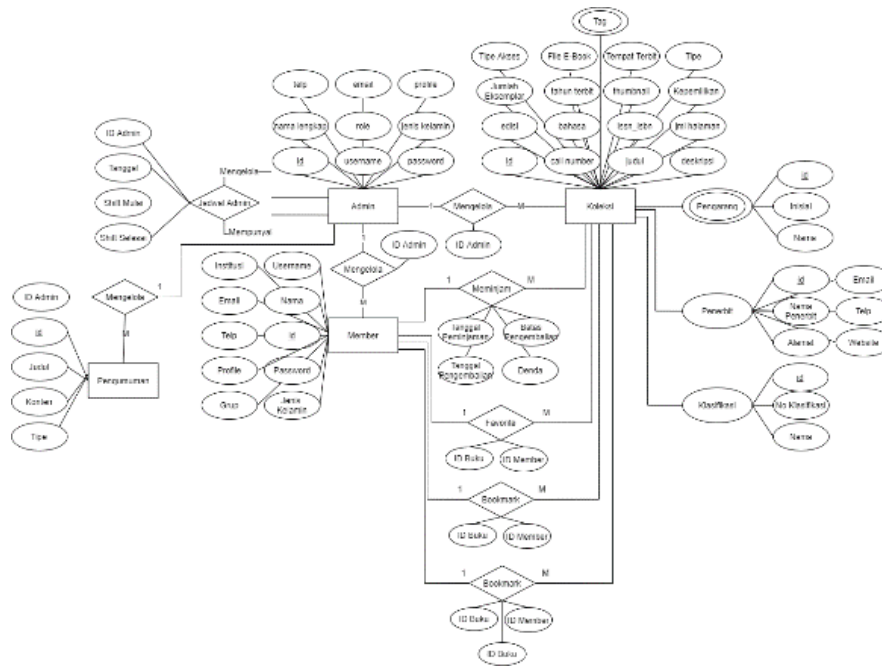 Tag
Tipe Akses
File E-Book
Tempat Terbit
Tipe
telp
email
profile
Jumlah
Eksemplar
tahun terbit
thumbnail
Kepemilikan
ID Admin
nama lengkap
role
jenis kelamin
edisi
bahasa
issn_isbn
jml halaman
Tanggal
Mengelola
id
username
password
id
call number
judul
deskripsi
id
Shift Mulai
Jadwal Admin
Admin
1
Mengelola
M
Koleksi
Pengarang
Inisial
Shift Selesai
Mempunyai
1
ID Admin
ID Admin
Nama
Institusi
Username
Mengelola
1
M
id
Email
ID Admin
Mengelola
1
Email
Nama
M
Meminjam
Penerbit
Nama
Penerbit
Telp
id
M
Telp
Id
Member
Tanggal
Peminjaman
Batas
Pengembalian
Alamat
Website
Judul
Pengumuman
Profile
Password
Tanggal
Pengembalian
Denda
id
Konten
Grup
Jenis
Kelamin
1
Favorite
M
Klasifikasi
No Klasifikasi
Tipe
ID Buku
ID Member
Nama
1
Bookmark
M
ID Buku
ID Member
1
Bookmark
M
ID Buku
ID Member
ID Buku